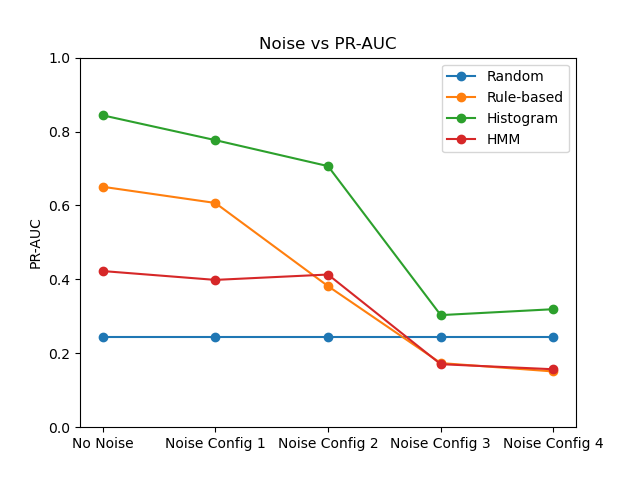 Noise vs PR-AUC
Random
Rule-based
Histogram
HMM
PR-AUC
1.0
0.8
0.6
0.4
0.2
0.0
No Noise
Noise Config 1
Noise Config 2
Noise Config 3
Noise Config 4